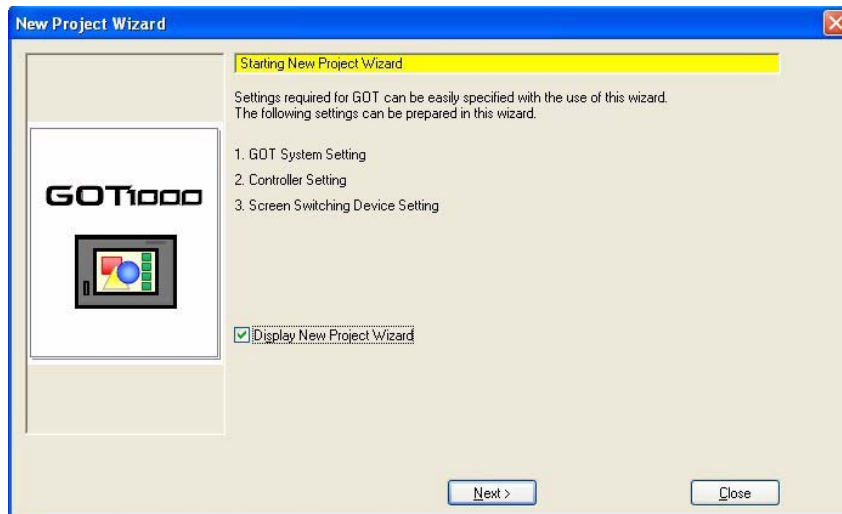 New Project Wizard
Starting New Project Wizard
Settings required for GOT can be easily specified with the use of this wizard.
The following settings can be prepared in this wizard.
1. GOT System Setting
2. Controller Setting
3. Screen Switching Device Setting
GOT1000
Display New Project Wizard
Next >
Close